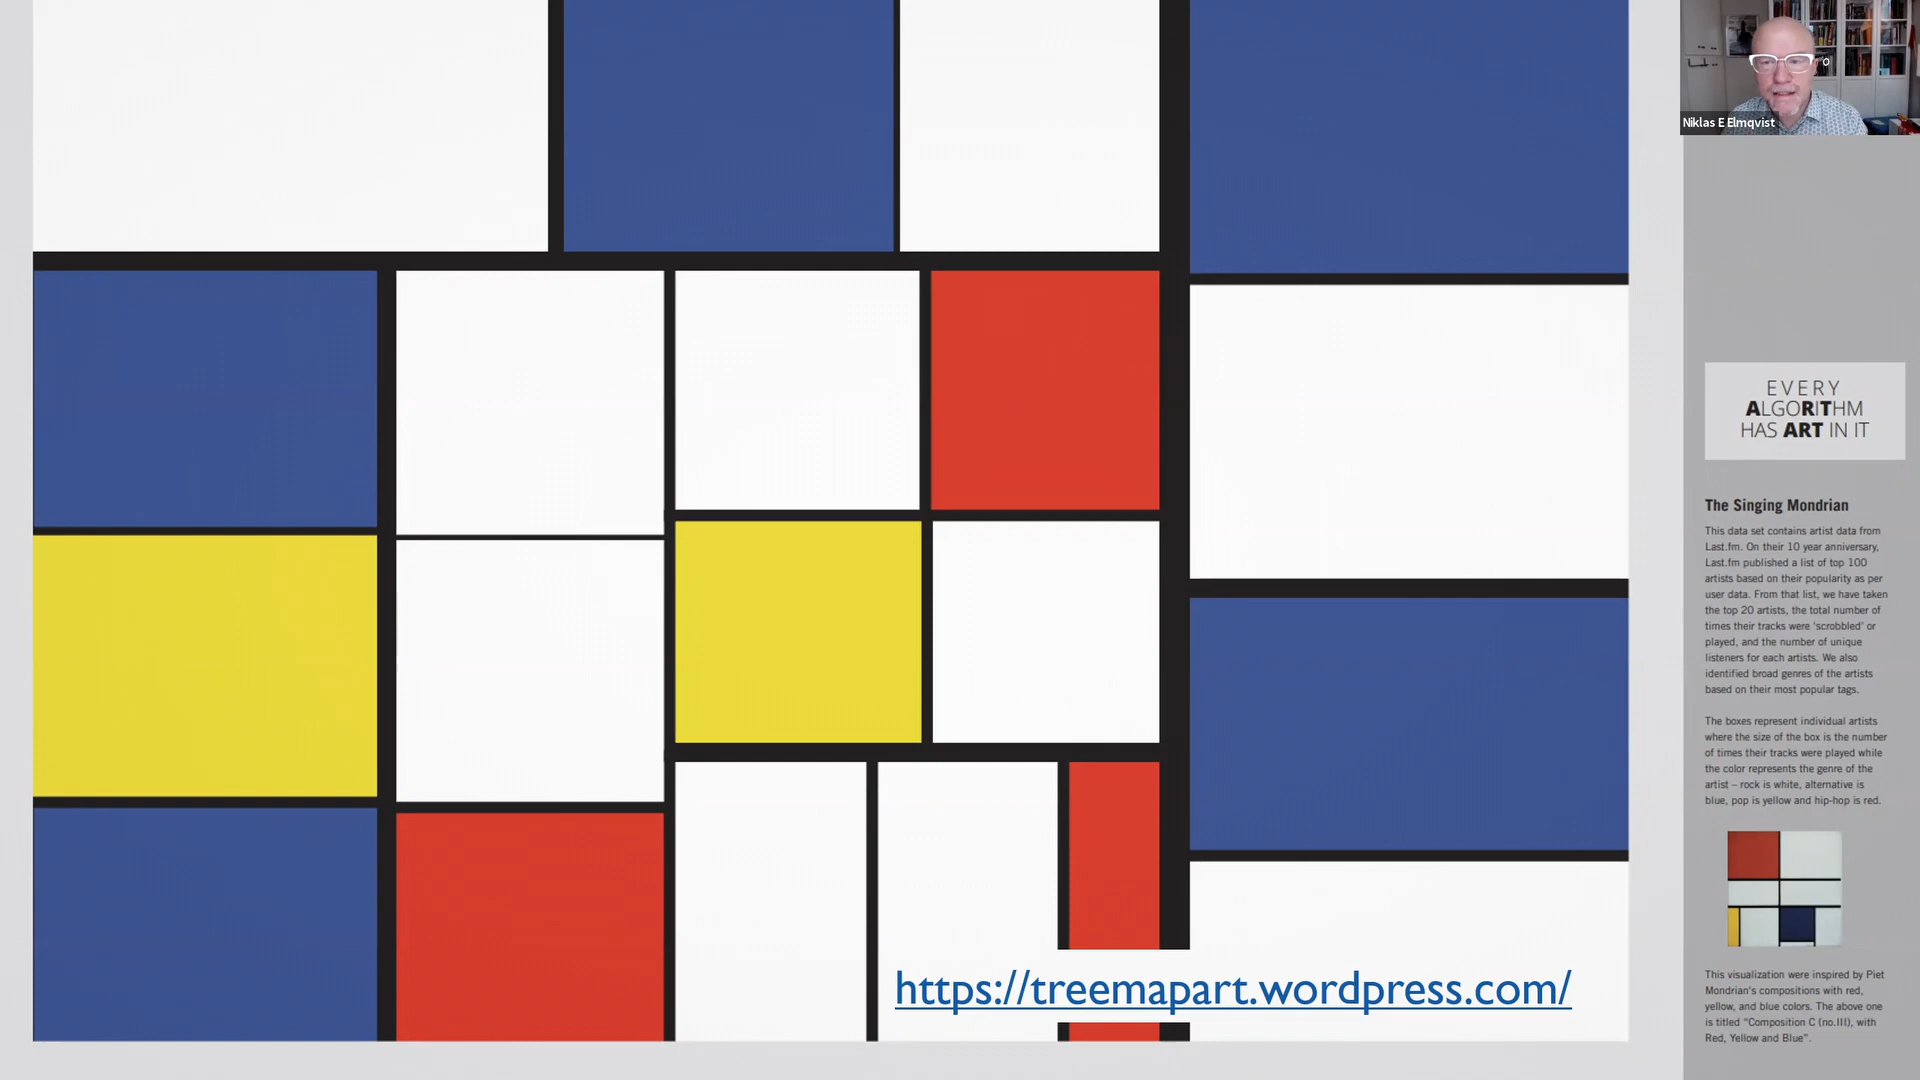 Niklas E Elmqvist
EVERY
ALGORITHM
HAS ART IN IT
The Singing Mondrian
This data set contains artist data from
Last.fm. On their 10 year anniversary,
Last.fm published a list of top 100
artists based on their popularity as per
user data. From that list, we have taken
the top 20 artists, the total number of
times their tracks were ‘scrobbled’ or
played, and the number of unique
listeners for each artists. We also
identified broad genres of the artists
based on their most popular tags.
The boxes represent individual artists
where the size of the box is the number
of times their tracks were played while
the color represents the genre of the
artist – rock is white, alternative is
blue, pop is yellow and hip-hop is red.
This visualization were inspired by Piet
Mondrian's compositions with red,
yellow, and blue colors. The above one
is titled "Composition C (no.III), with
Red, Yellow and Blue".
https://treemapart.wordpress.com/